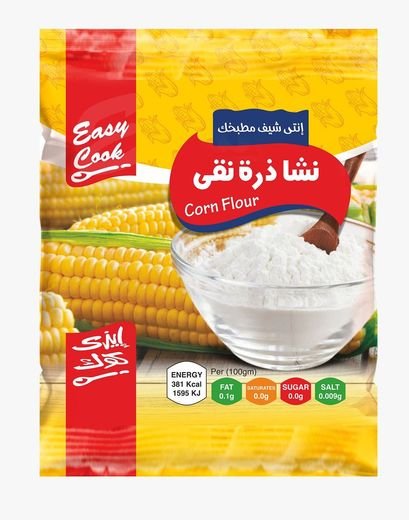 Easy
Cook
إنتى شيف مطبخك
نشا ذرة نقى
Corn Flour
إيزى
كوك
Per (100gm)
ENERGY
381 Kcal
1595 KJ
FAT
0.1g
SATURATES
0.0g
SUGAR
0.0g
SALT
0.009g